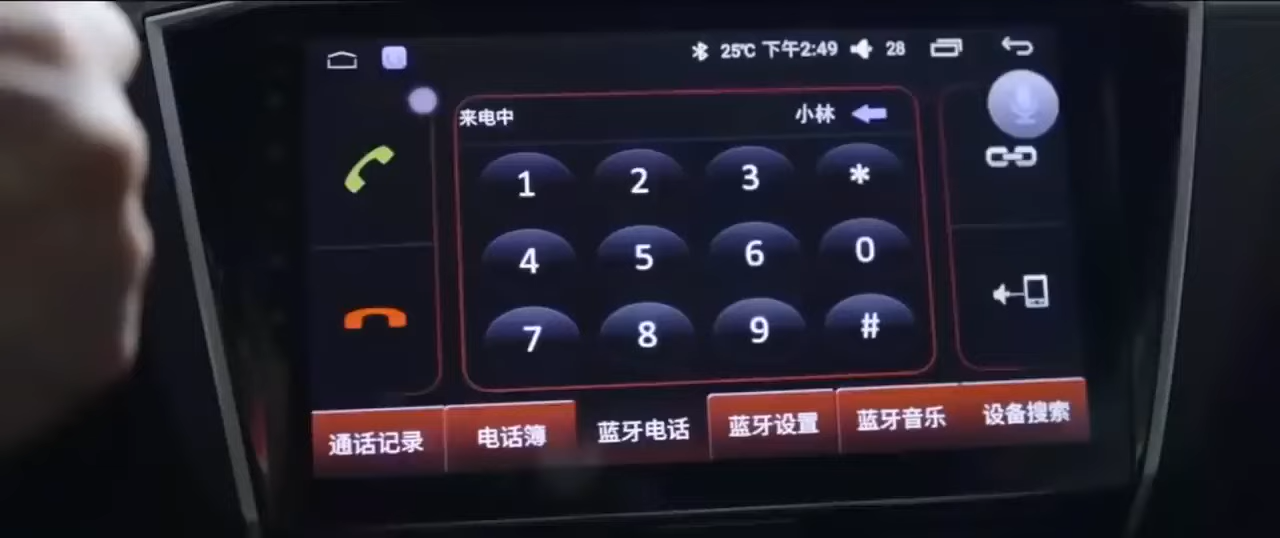 25℃ 下午2:49 28
来电中 小林
1 2 3 *
4 5 6 0
7 8 9 #
通话记录 电话簿 蓝牙电话 蓝牙设置 蓝牙音乐 设备搜索